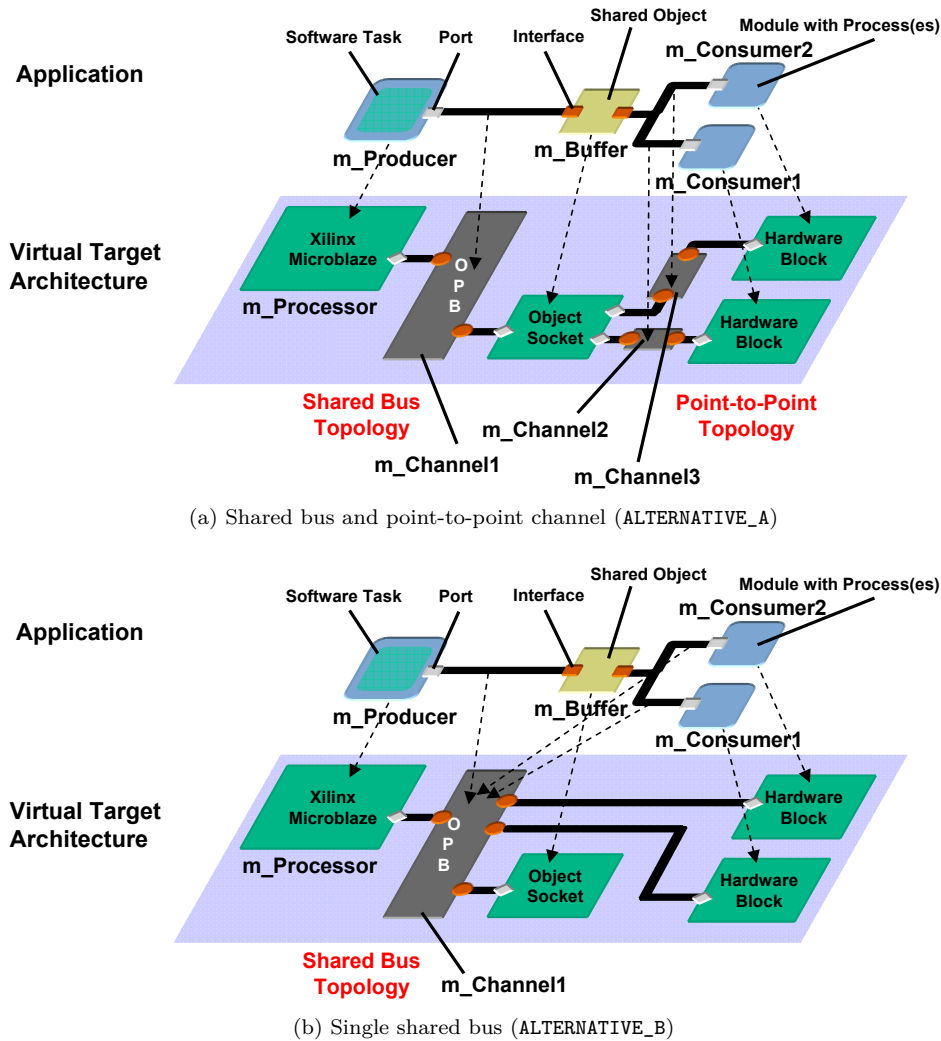 Shared Object
Software Task
Port
Interface
m_Consumer2
Module with Process(es)
Application
m_Producer
m_Buffer
m_Consumer1
Virtual Target
Architecture
Xilinx
Microblaze
m_Processor
O
P
B
Object
Socket
Hardware
Block
Hardware
Block
Shared Bus
Topology
m_Channel1
m_Channel2
m_Channel3
Point-to-Point
Topology
(a) Shared bus and point-to-point channel (ALTERNATIVE_A)
Shared Object
Software Task
Port
Interface
m_Consumer2
Module with Process(es)
Application
m_Producer
m_Buffer
m_Consumer1
Virtual Target
Architecture
Xilinx
Microblaze
m_Processor
O
P
B
Object
Socket
Hardware
Block
Hardware
Block
Shared Bus
Topology
m_Channel1
(b) Single shared bus (ALTERNATIVE_B)